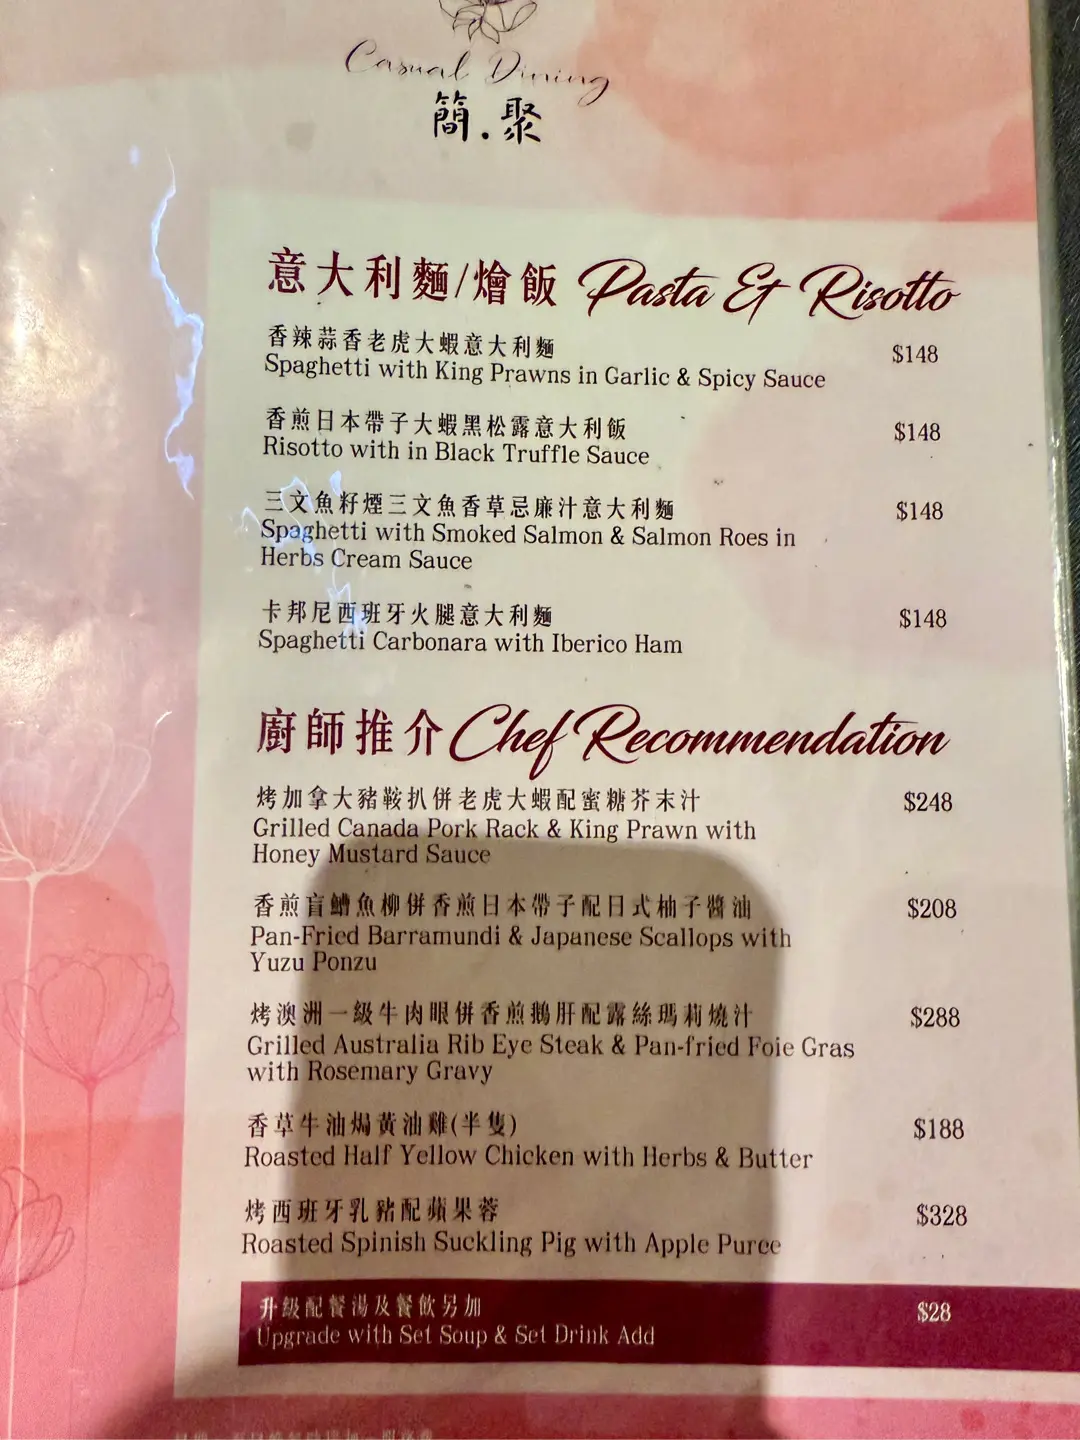 Casual Dining
簡.聚
意大利麵/燴飯 Pasta & Risotto
香辣蒜香老虎大蝦意大利麵 $148
Spaghetti with King Prawns in Garlic & Spicy Sauce
香煎日本帶子大蝦黑松露意大利飯 $148
Risotto with in Black Truffle Sauce
三文魚籽煙三文魚香草忌廉汁意大利麵 $148
Spaghetti with Smoked Salmon & Salmon Roes in
Herbs Cream Sauce
卡邦尼西班牙火腿意大利麵 $148
Spaghetti Carbonara with Iberico Ham
廚師推介 Chef Recommendation
烤加拿大豬鞍扒併老虎大蝦配蜜糖芥末汁 $248
Grilled Canada Pork Rack & King Prawn with
Honey Mustard Sauce
香煎盲鰽魚柳併香煎日本帶子配日式柚子醬油 $208
Pan-Fried Barramundi & Japanese Scallops with
Yuzu Ponzu
烤澳洲一級牛肉眼併香煎鵝肝配露絲瑪莉燒汁 $288
Grilled Australia Rib Eye Steak & Pan-fried Foie Gras
with Rosemary Gravy
香草牛油焗黃油雞(半隻) $188
Roasted Half Yellow Chicken with Herbs & Butter
烤西班牙乳豬配蘋果蓉 $328
Roasted Spinish Suckling Pig with Apple Puree
升級配餐湯及餐飲另加 $28
Upgrade with Set Soup & Set Drink Add